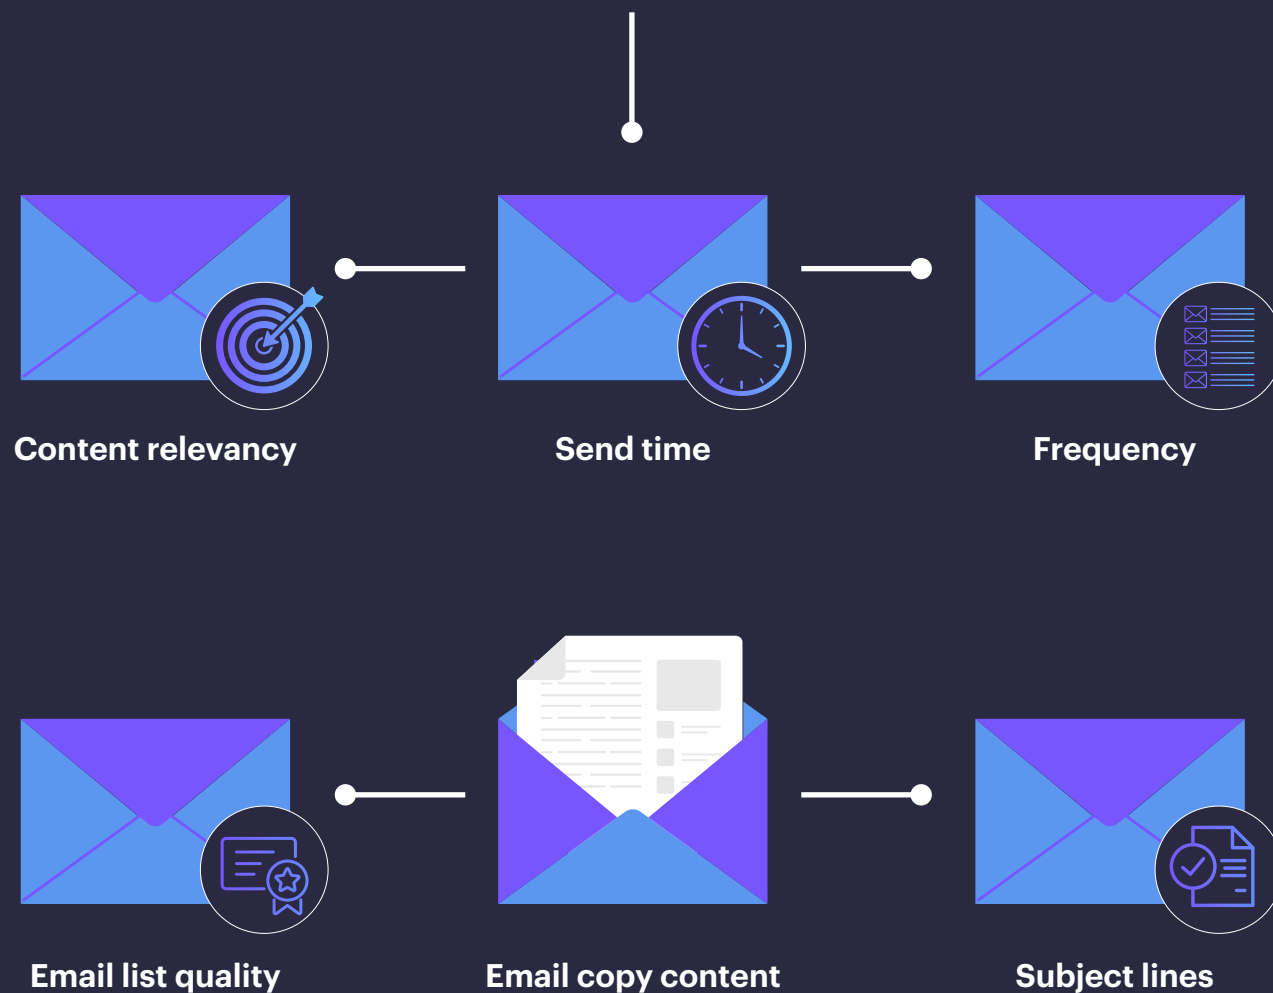 Content relevancy
Send time
Frequency
Email list quality
Email copy content
Subject lines